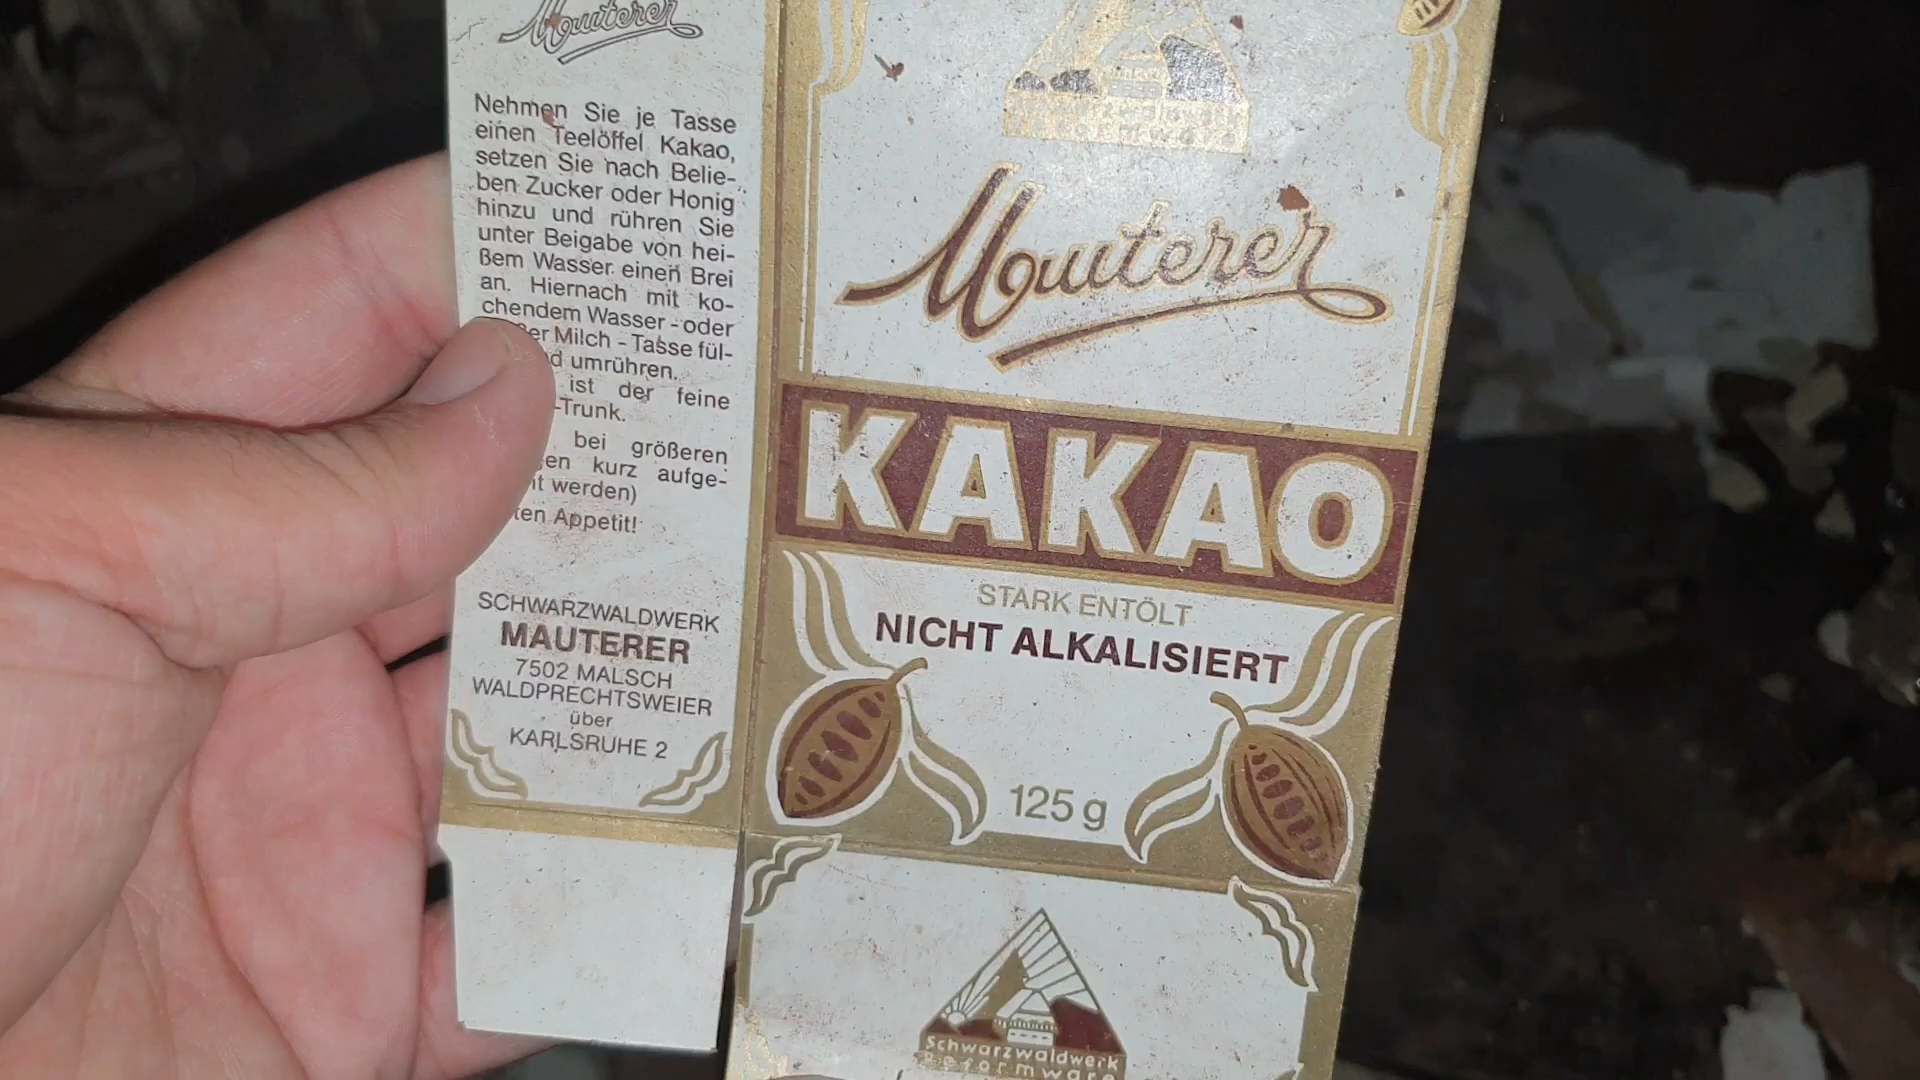 Mauterer
Nehmen Sie je Tasse
einen Teelöffel Kakao,
setzen Sie nach Belie-
ben Zucker oder Honig
hinzu und rühren Sie
unter Beigabe von hei-
ßem Wasser einen Brei
an. Hiernach mit ko-
chendem Wasser - oder
Milch - Tasse fül-
umrühren.
ist der feine
-Trunk.
bei größeren
kurz aufge-
werden)
Appetit!
SCHWARZWALDWERK
MAUTERER
7502 MALSCH
WALDPRECHTSWEIER
über
KARLSRUHE 2
Mauterer
KAKAO
STARK ENTÖLT
NICHT ALKALISIERT
125 g
Schwarzwaldwerk
Reformware